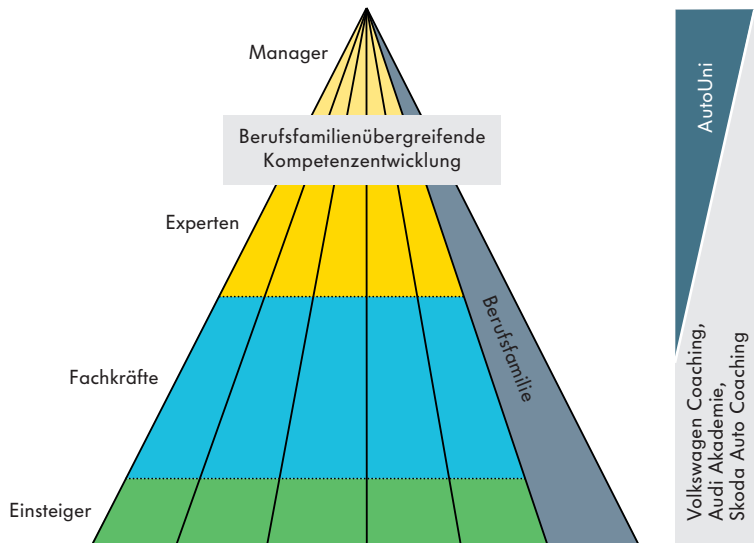 Manager
Berufsfamilienübergreifende
Kompetenzentwicklung
Experten
Fachkräfte
Einsteiger
Berufsfamilie
AutoUni
Volkswagen Coaching,
Audi Akademie,
Skoda Auto Coaching